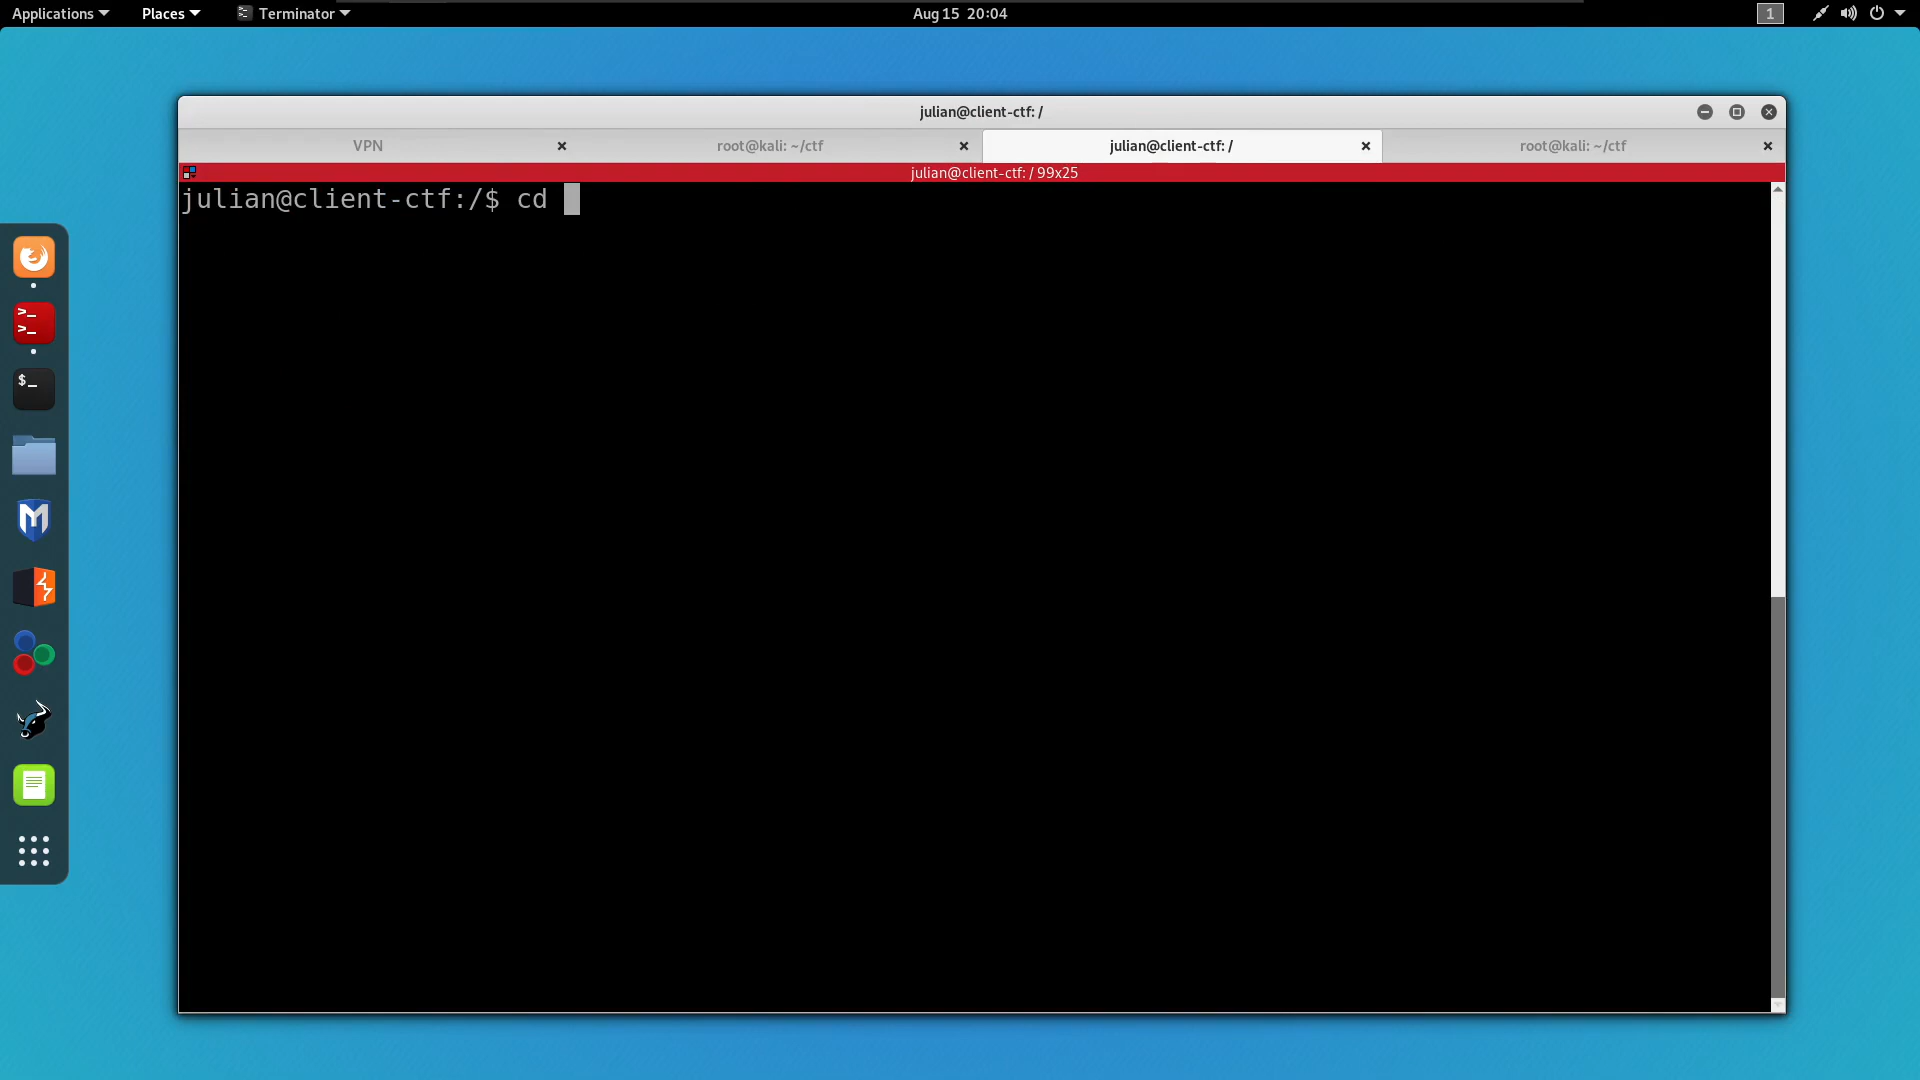 Applications Places Terminator Aug 15 20:04 1
julian@client-ctf: /
VPN root@kali: ~/ctf julian@client-ctf: / root@kali: ~/ctf
julian@client-ctf: / 99x25
julian@client-ctf:/$ cd